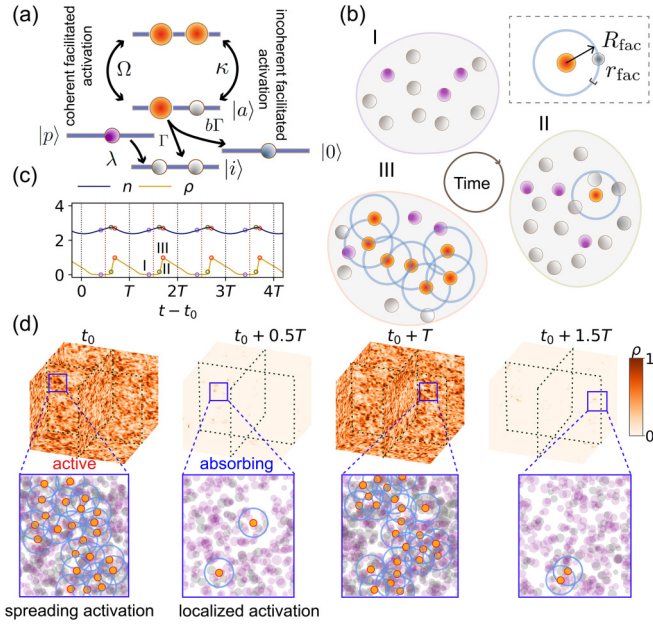 (a)
coherent facilitated
activation
Ω
κ
incoherent facilitated
activation
|a⟩
|p⟩
λ
Γ
bΓ
|i⟩
|0⟩
(b)
I
R_fac
r_fac
II
III
Time
(c)
n
ρ
4
2
0
I
II
III
0
T
2T
3T
4T
t − t₀
(d)
t₀
t₀ + 0.5T
t₀ + T
t₀ + 1.5T
ρ
1
0
active
absorbing
spreading activation
localized activation